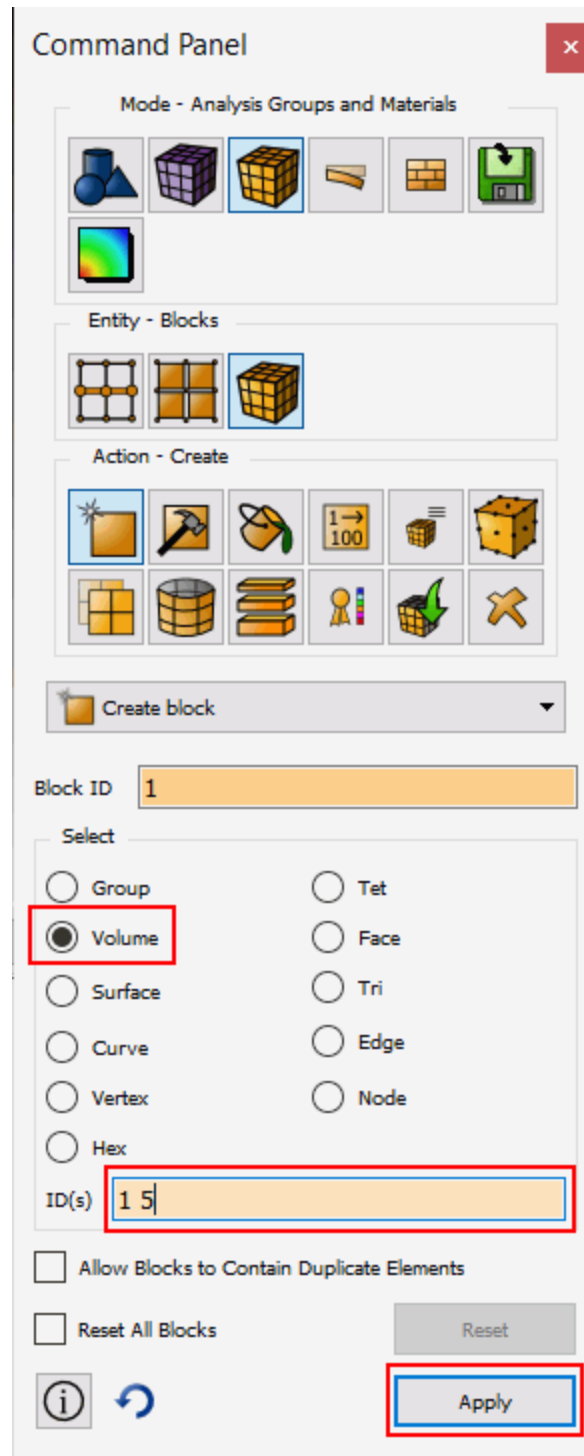 Command Panel
×
Mode - Analysis Groups and Materials
Entity - Blocks
Action - Create
1→
100
Create block
Block ID 1
Select
Group Tet
Volume Face
Surface Tri
Curve Edge
Vertex Node
Hex
ID(s) 1 5
Allow Blocks to Contain Duplicate Elements
Reset All Blocks Reset
i Apply